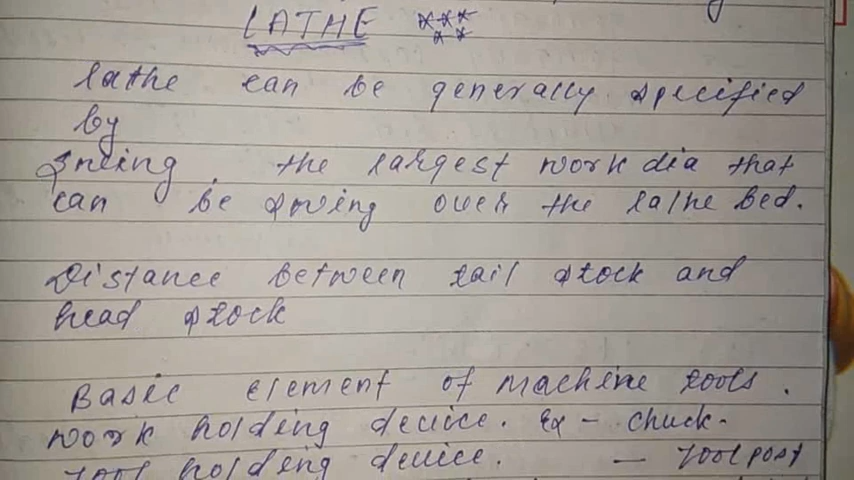 LATHE
lathe can be generally specified
by
Swing. the largest work dia that
can be swing over the lathe bed.
Distance between tail stock and
head stock
Basic element of machine tools.
work holding device. Ex - chuck.
Tool holding device. - Tool post